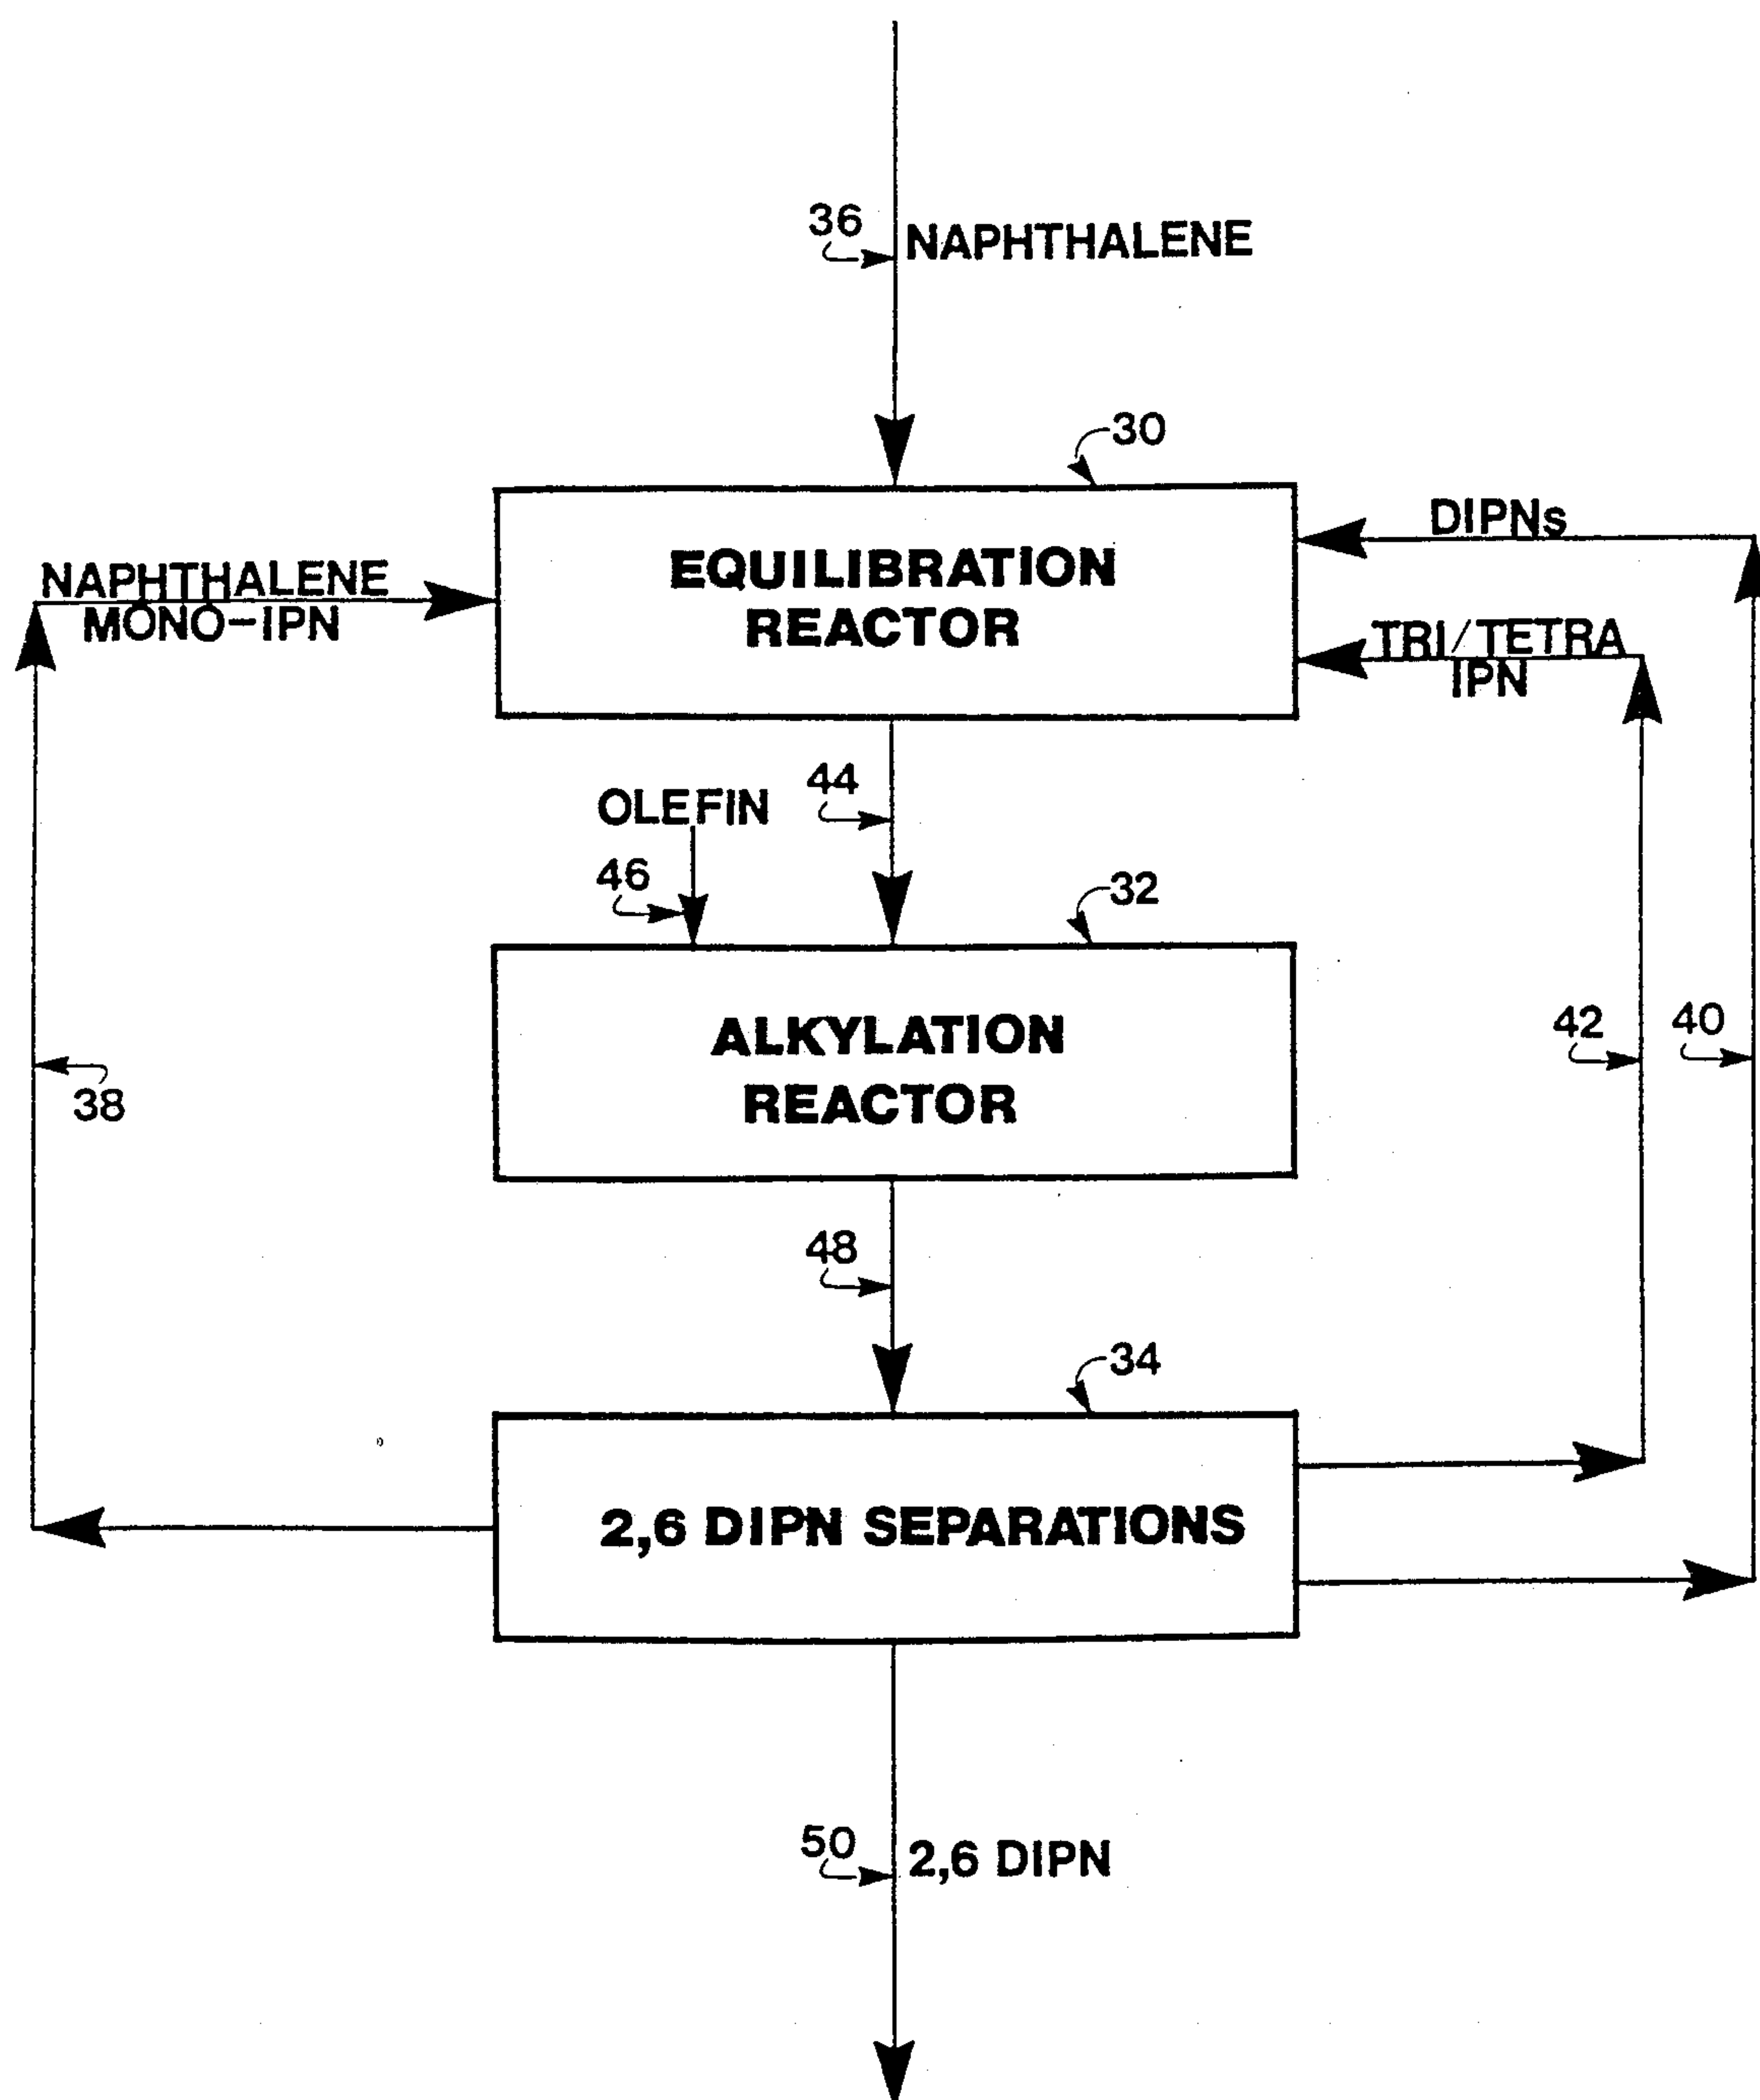 36
NAPHTHALENE
30
EQUILIBRATION
REACTOR
DIPNs
NAPHTHALENE
MONO-IPN
TRI/TETRA
IPN
44
OLEFIN
46
32
ALKYLATION
REACTOR
42
40
38
48
34
2,6 DIPN SEPARATIONS
50
2,6 DIPN